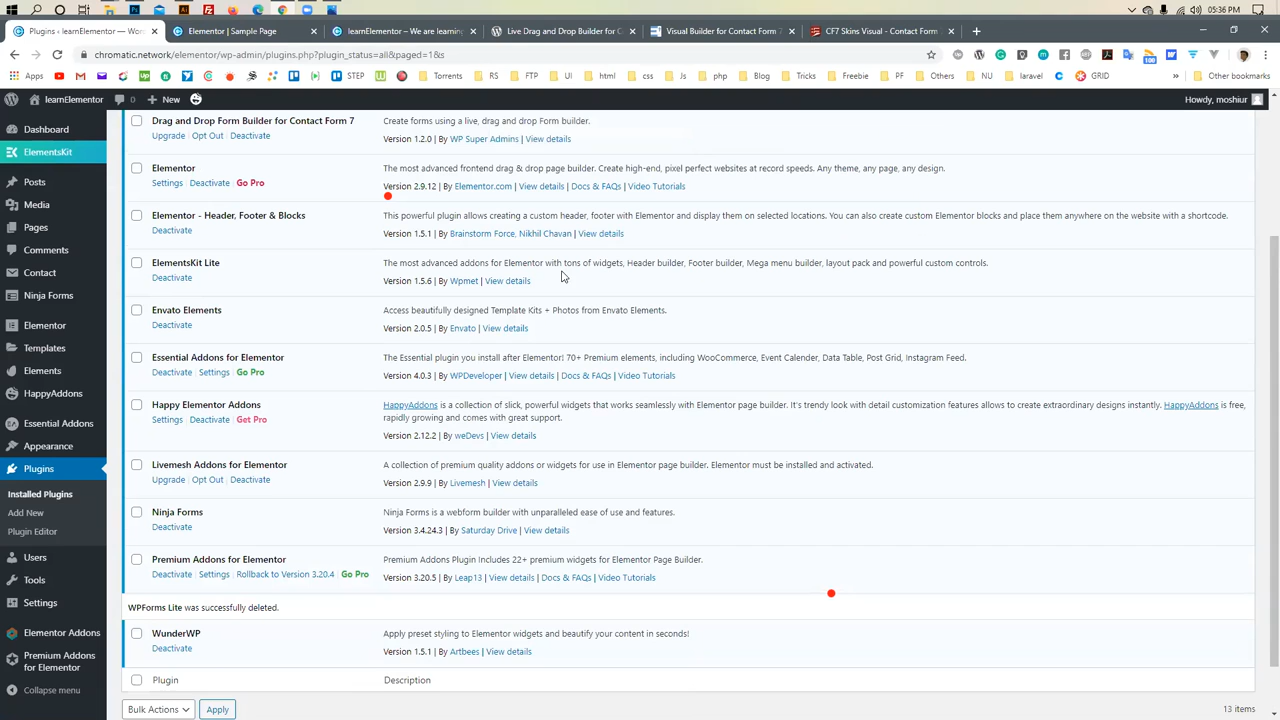 05:36 PM
Plugins ‹ learnElementor — Wor
Elementor | Sample Page
learnElementor – We are learning
Live Drag and Drop Builder for C
Visual Builder for Contact Form 7
CF7 Skins Visual - Contact Form
chromatic.network/elementor/wp-admin/plugins.php?plugin_status=all&paged=1&s
Apps
STEP
Torrents
RS
FTP
UI
html
css
Js
php
Blog
Tricks
Freebie
PF
Others
NU
laravel
GRID
Other bookmarks
learnElementor
0
New
Howdy, moshiur
Dashboard
ElementsKit
Posts
Media
Pages
Comments
Contact
Ninja Forms
Elementor
Templates
Elements
HappyAddons
Essential Addons
Appearance
Plugins
Installed Plugins
Add New
Plugin Editor
Users
Tools
Settings
Elementor Addons
Premium Addons
for Elementor
Collapse menu
Drag and Drop Form Builder for Contact Form 7
Upgrade | Opt Out | Deactivate
Create forms using a live, drag and drop Form builder.
Version 1.2.0 | By WP Super Admins | View details
Elementor
Settings | Deactivate | Go Pro
The most advanced frontend drag & drop page builder. Create high-end, pixel perfect websites at record speeds. Any theme, any page, any design.
Version 2.9.12 | By Elementor.com | View details | Docs & FAQs | Video Tutorials
Elementor - Header, Footer & Blocks
Deactivate
This powerful plugin allows creating a custom header, footer with Elementor and display them on selected locations. You can also create custom Elementor blocks and place them anywhere on the website with a shortcode.
Version 1.5.1 | By Brainstorm Force, Nikhil Chavan | View details
ElementsKit Lite
Deactivate
The most advanced addons for Elementor with tons of widgets, Header builder, Footer builder, Mega menu builder, layout pack and powerful custom controls.
Version 1.5.6 | By Wpmet | View details
Envato Elements
Deactivate
Access beautifully designed Template Kits + Photos from Envato Elements.
Version 2.0.5 | By Envato | View details
Essential Addons for Elementor
Deactivate | Settings | Go Pro
The Essential plugin you install after Elementor! 70+ Premium elements, including WooCommerce, Event Calender, Data Table, Post Grid, Instagram Feed.
Version 4.0.3 | By WPDeveloper | View details | Docs & FAQs | Video Tutorials
Happy Elementor Addons
Settings | Deactivate | Get Pro
HappyAddons is a collection of slick, powerful widgets that works seamlessly with Elementor page builder. It's trendy look with detail customization features allows to create extraordinary designs instantly. HappyAddons is free,
rapidly growing and comes with great support.
Version 2.12.2 | By weDevs | View details
Livemesh Addons for Elementor
Upgrade | Opt Out | Deactivate
A collection of premium quality addons or widgets for use in Elementor page builder. Elementor must be installed and activated.
Version 2.9.9 | By Livemesh | View details
Ninja Forms
Deactivate
Ninja Forms is a webform builder with unparalleled ease of use and features.
Version 3.4.24.3 | By Saturday Drive | View details
Premium Addons for Elementor
Deactivate | Settings | Rollback to Version 3.20.4 | Go Pro
Premium Addons Plugin Includes 22+ premium widgets for Elementor Page Builder.
Version 3.20.5 | By Leap13 | View details | Docs & FAQs | Video Tutorials
WPForms Lite was successfully deleted.
WunderWP
Deactivate
Apply preset styling to Elementor widgets and beautify your content in seconds!
Version 1.5.1 | By Artbees | View details
Plugin
Description
Bulk Actions
Apply
13 items